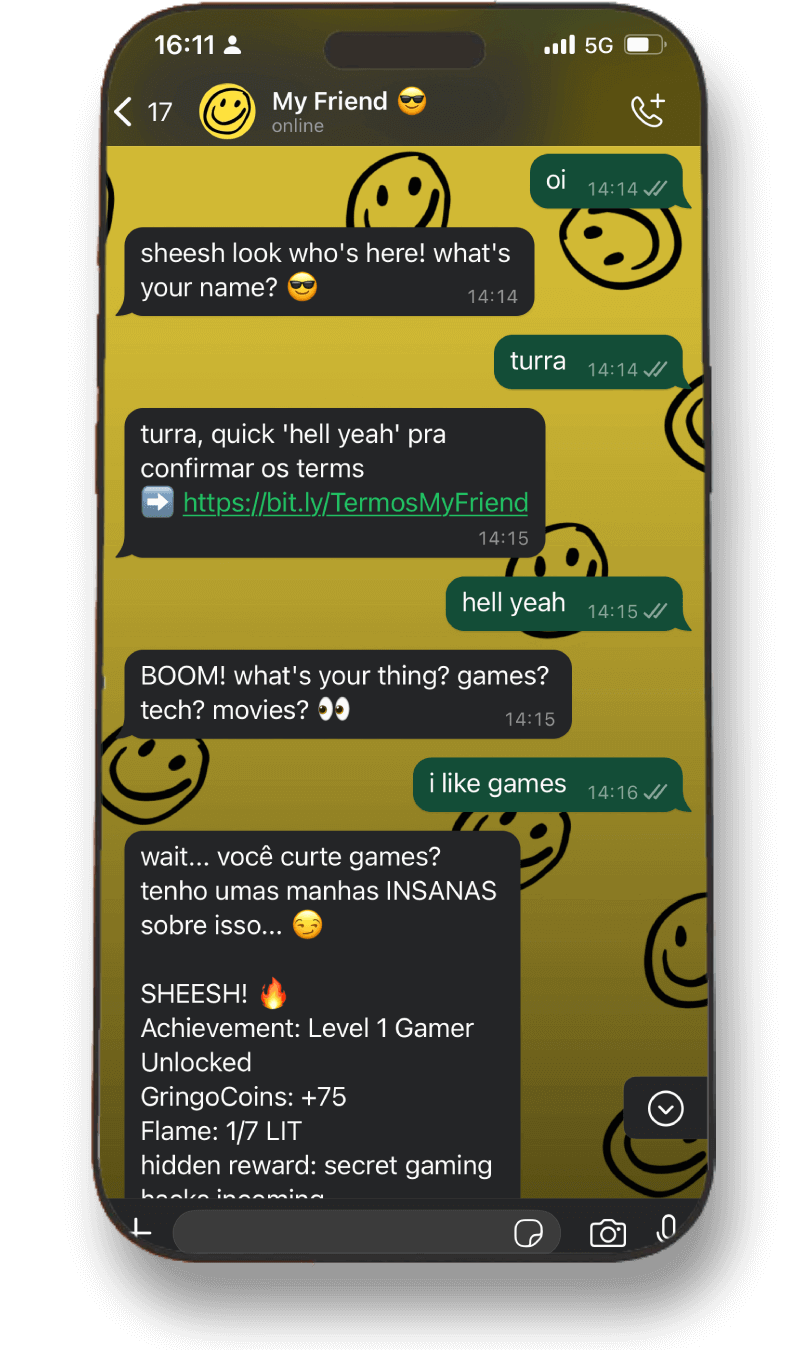 16:11
5G
17
My Friend 😎
online
oi 14:14
sheesh look who's here! what's
your name? 😎
14:14
turra 14:14
turra, quick 'hell yeah' pra
confirmar os terms
➡️ https://bit.ly/TermosMyFriend
14:15
hell yeah 14:15
BOOM! what's your thing? games?
tech? movies? 👀
14:15
i like games 14:16
wait... você curte games?
tenho umas manhas INSANAS
sobre isso... 😏
SHEESH! 🔥
Achievement: Level 1 Gamer
Unlocked
GringoCoins: +75
Flame: 1/7 LIT
hidden reward: secret gaming
hacks incoming